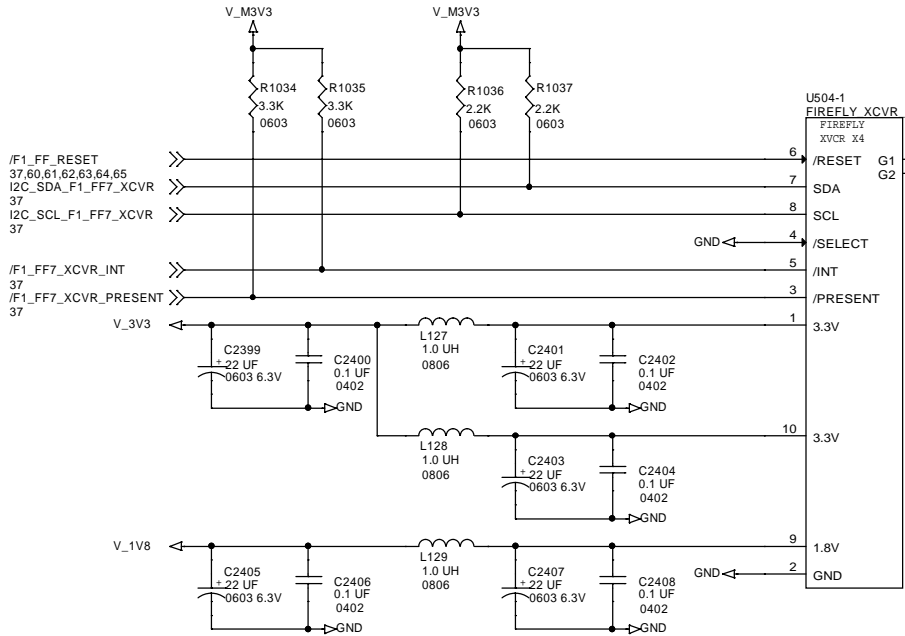 V_M3V3
V_M3V3
R1034
3.3K
0603
R1035
3.3K
0603
R1036
2.2K
0603
R1037
2.2K
0603
U504-1
FIREFLY_XCVR
FIREFLY
XVCR X4
/F1_FF_RESET
37,60,61,62,63,64,65
6
/RESET
G1
G2
I2C_SDA_F1_FF7_XCVR
37
7
SDA
I2C_SCL_F1_FF7_XCVR
37
8
SCL
GND
4
/SELECT
/F1_FF7_XCVR_INT
37
5
/INT
/F1_FF7_XCVR_PRESENT
37
3
/PRESENT
V_3V3
1
3.3V
C2399
+
22 UF
0603 6.3V
C2400
0.1 UF
0402
GND
L127
1.0 UH
0806
C2401
+
22 UF
0603 6.3V
C2402
0.1 UF
0402
GND
10
3.3V
L128
1.0 UH
0806
C2403
+
22 UF
0603 6.3V
C2404
0.1 UF
0402
GND
V_1V8
9
1.8V
C2405
+
22 UF
0603 6.3V
C2406
0.1 UF
0402
GND
L129
1.0 UH
0806
C2407
+
22 UF
0603 6.3V
C2408
0.1 UF
0402
GND
GND
2
GND